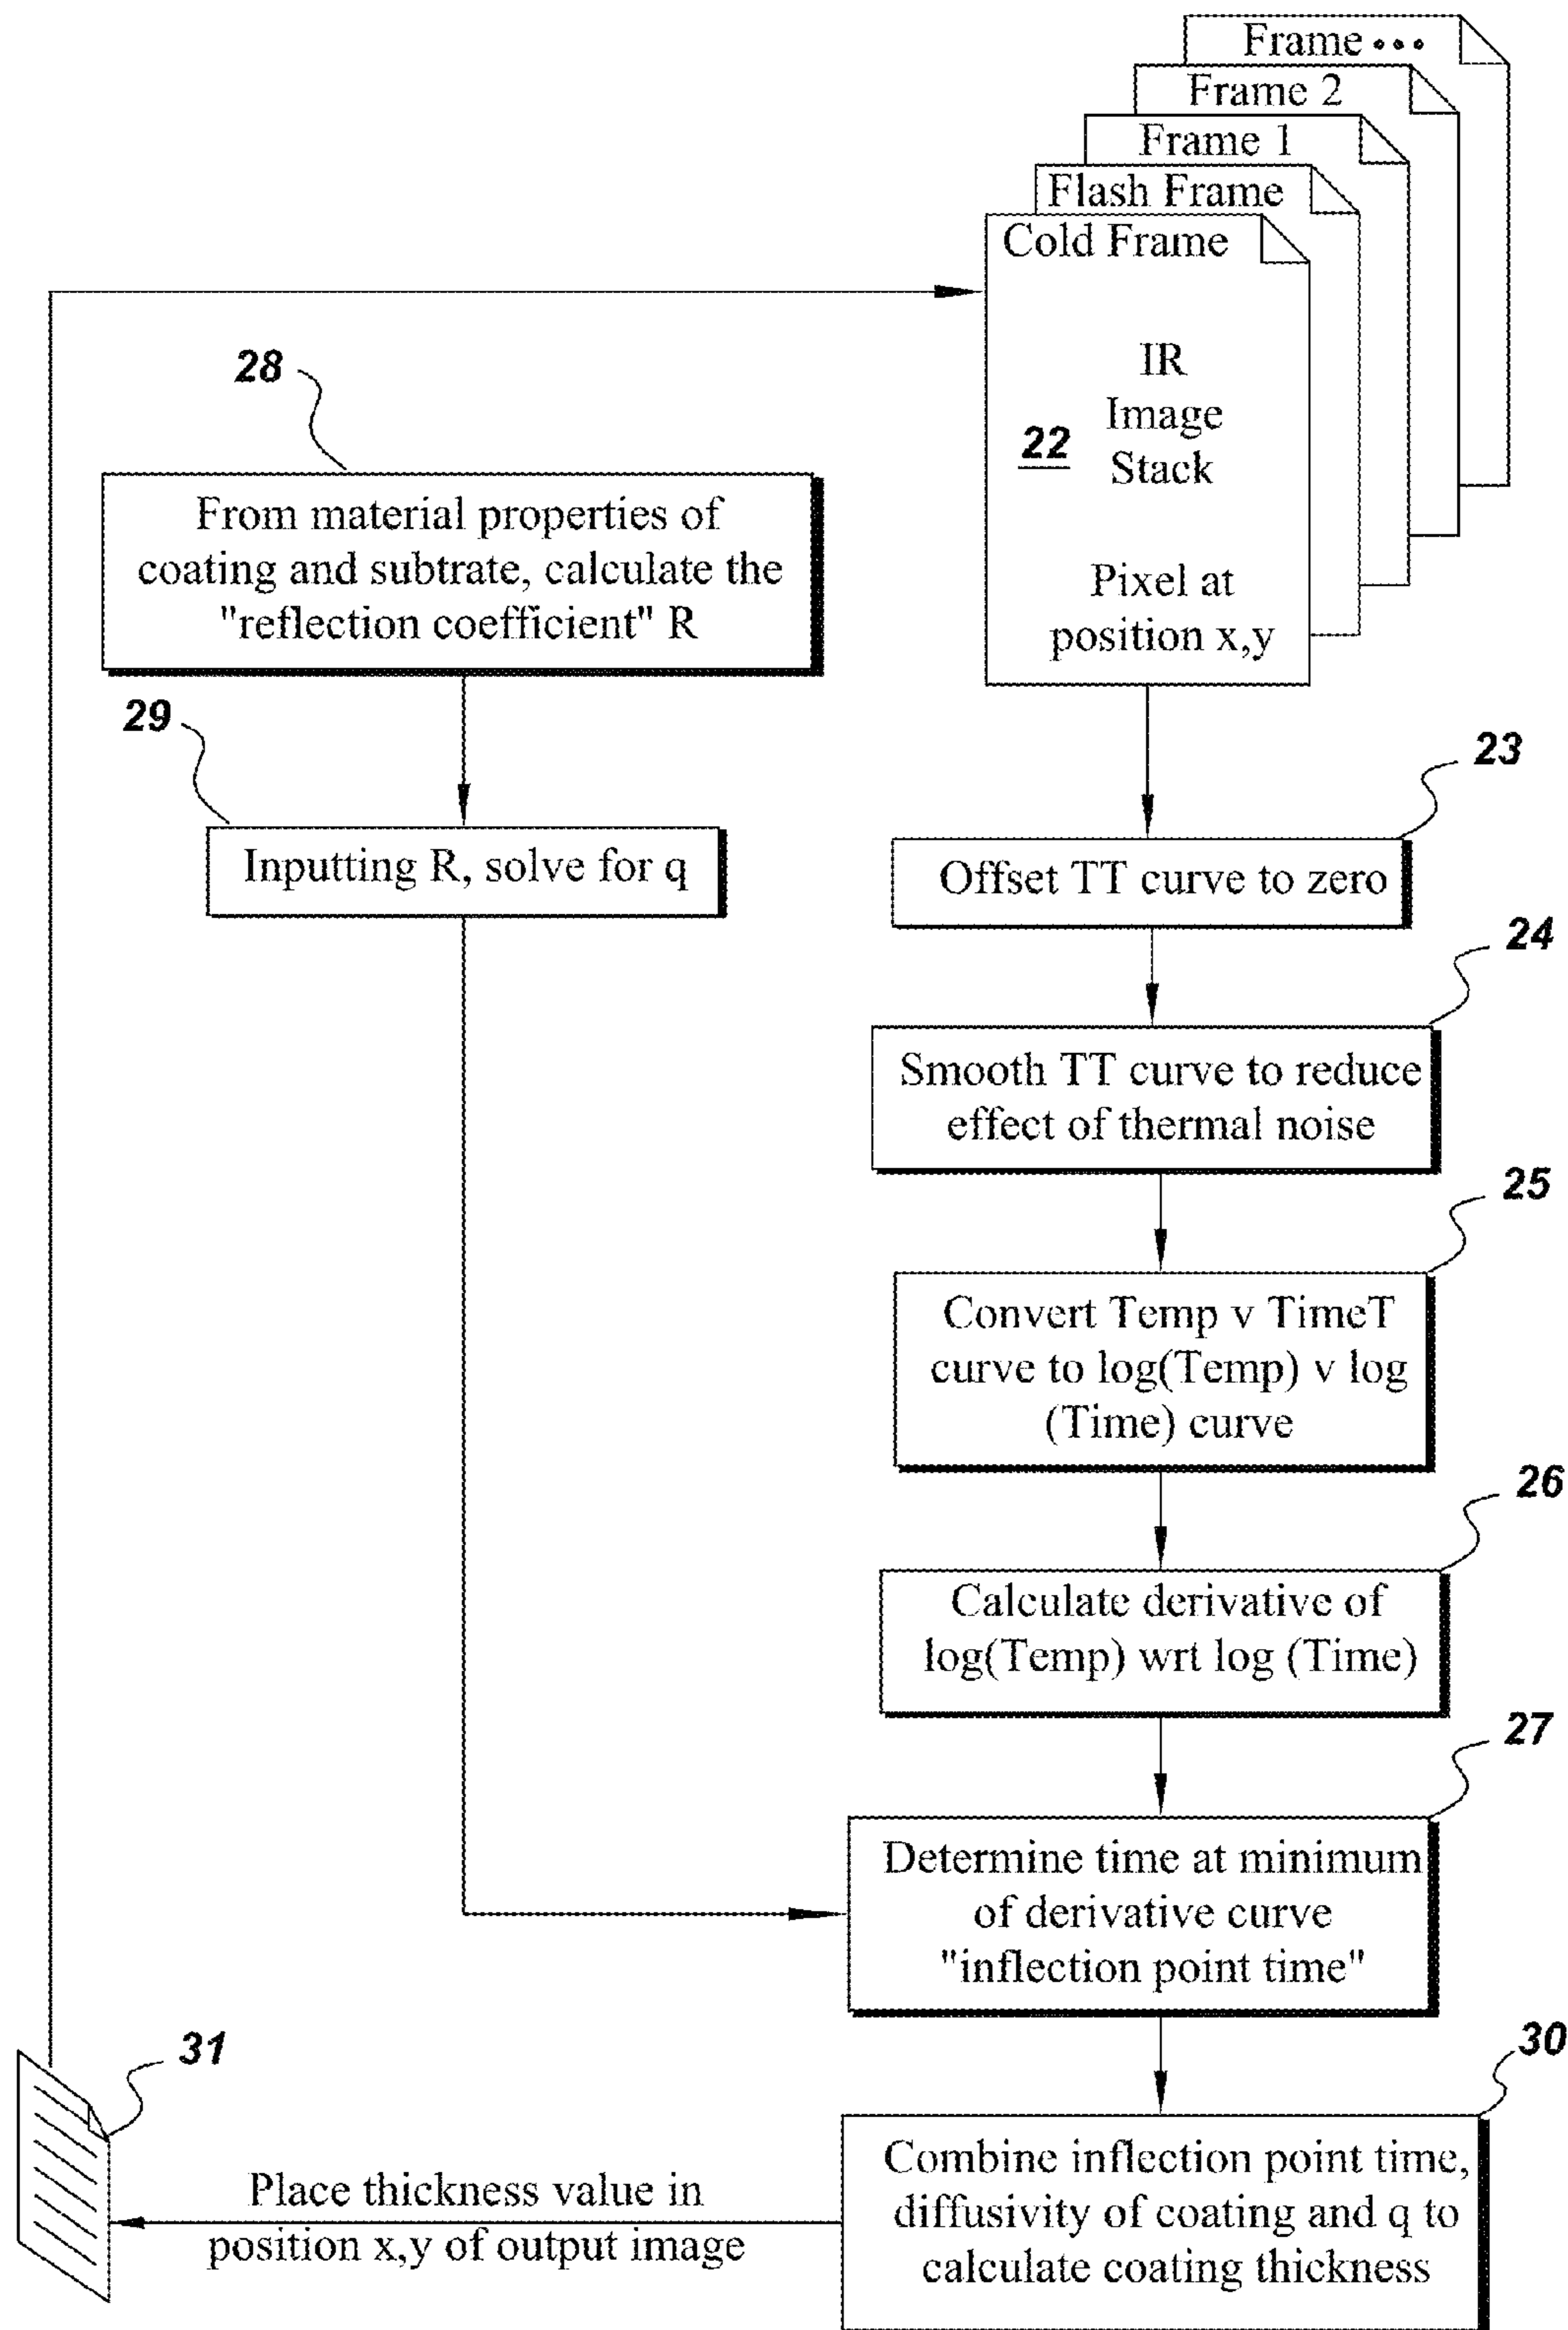 Frame •••
Frame 2
Frame 1
Flash Frame
Cold Frame
IR
Image
22
Stack
Pixel at
position x,y
28
From material properties of
coating and subtrate, calculate the
"reflection coefficient" R
29
Inputting R, solve for q
23
Offset TT curve to zero
24
Smooth TT curve to reduce
effect of thermal noise
25
Convert Temp v TimeT
curve to log(Temp) v log
(Time) curve
26
Calculate derivative of
log(Temp) wrt log (Time)
27
Determine time at minimum
of derivative curve
"inflection point time"
30
Combine inflection point time,
diffusivity of coating and q to
calculate coating thickness
31
Place thickness value in
position x,y of output image